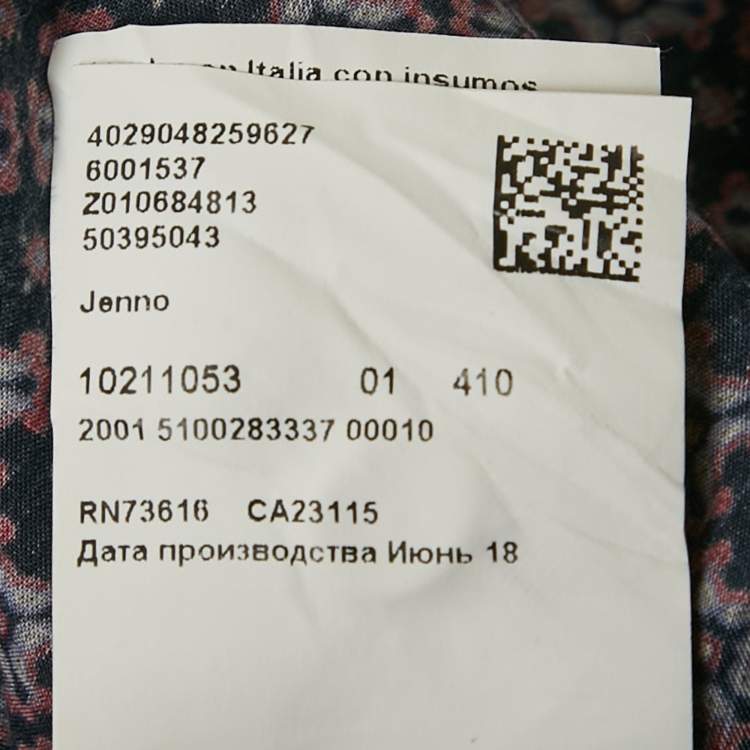 Italia con insumos
4029048259627
6001537
Z010684813
50395043
Jenno
10211053 01 410
2001 5100283337 00010
RN73616 CA23115
Дата производства Июнь 18